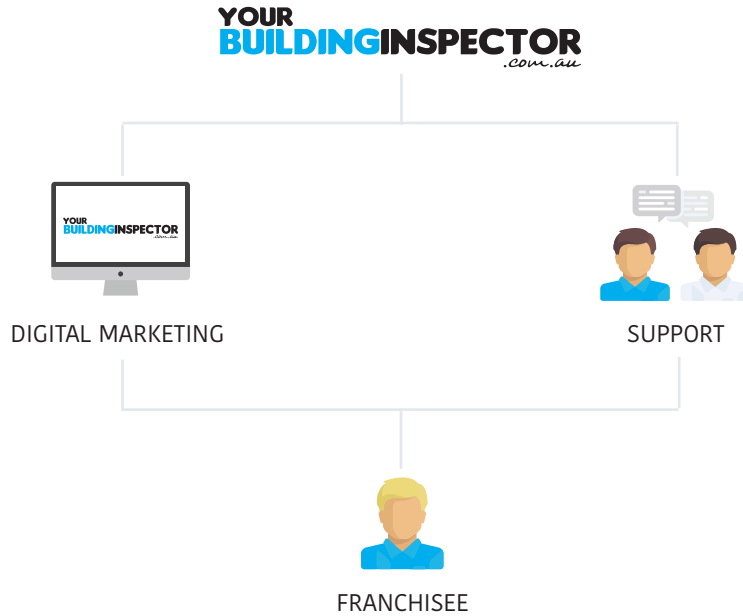 YOUR
BUILDINGINSPECTOR
.com.au
YOUR
BUILDINGINSPECTOR
.com.au
DIGITAL MARKETING
SUPPORT
FRANCHISEE